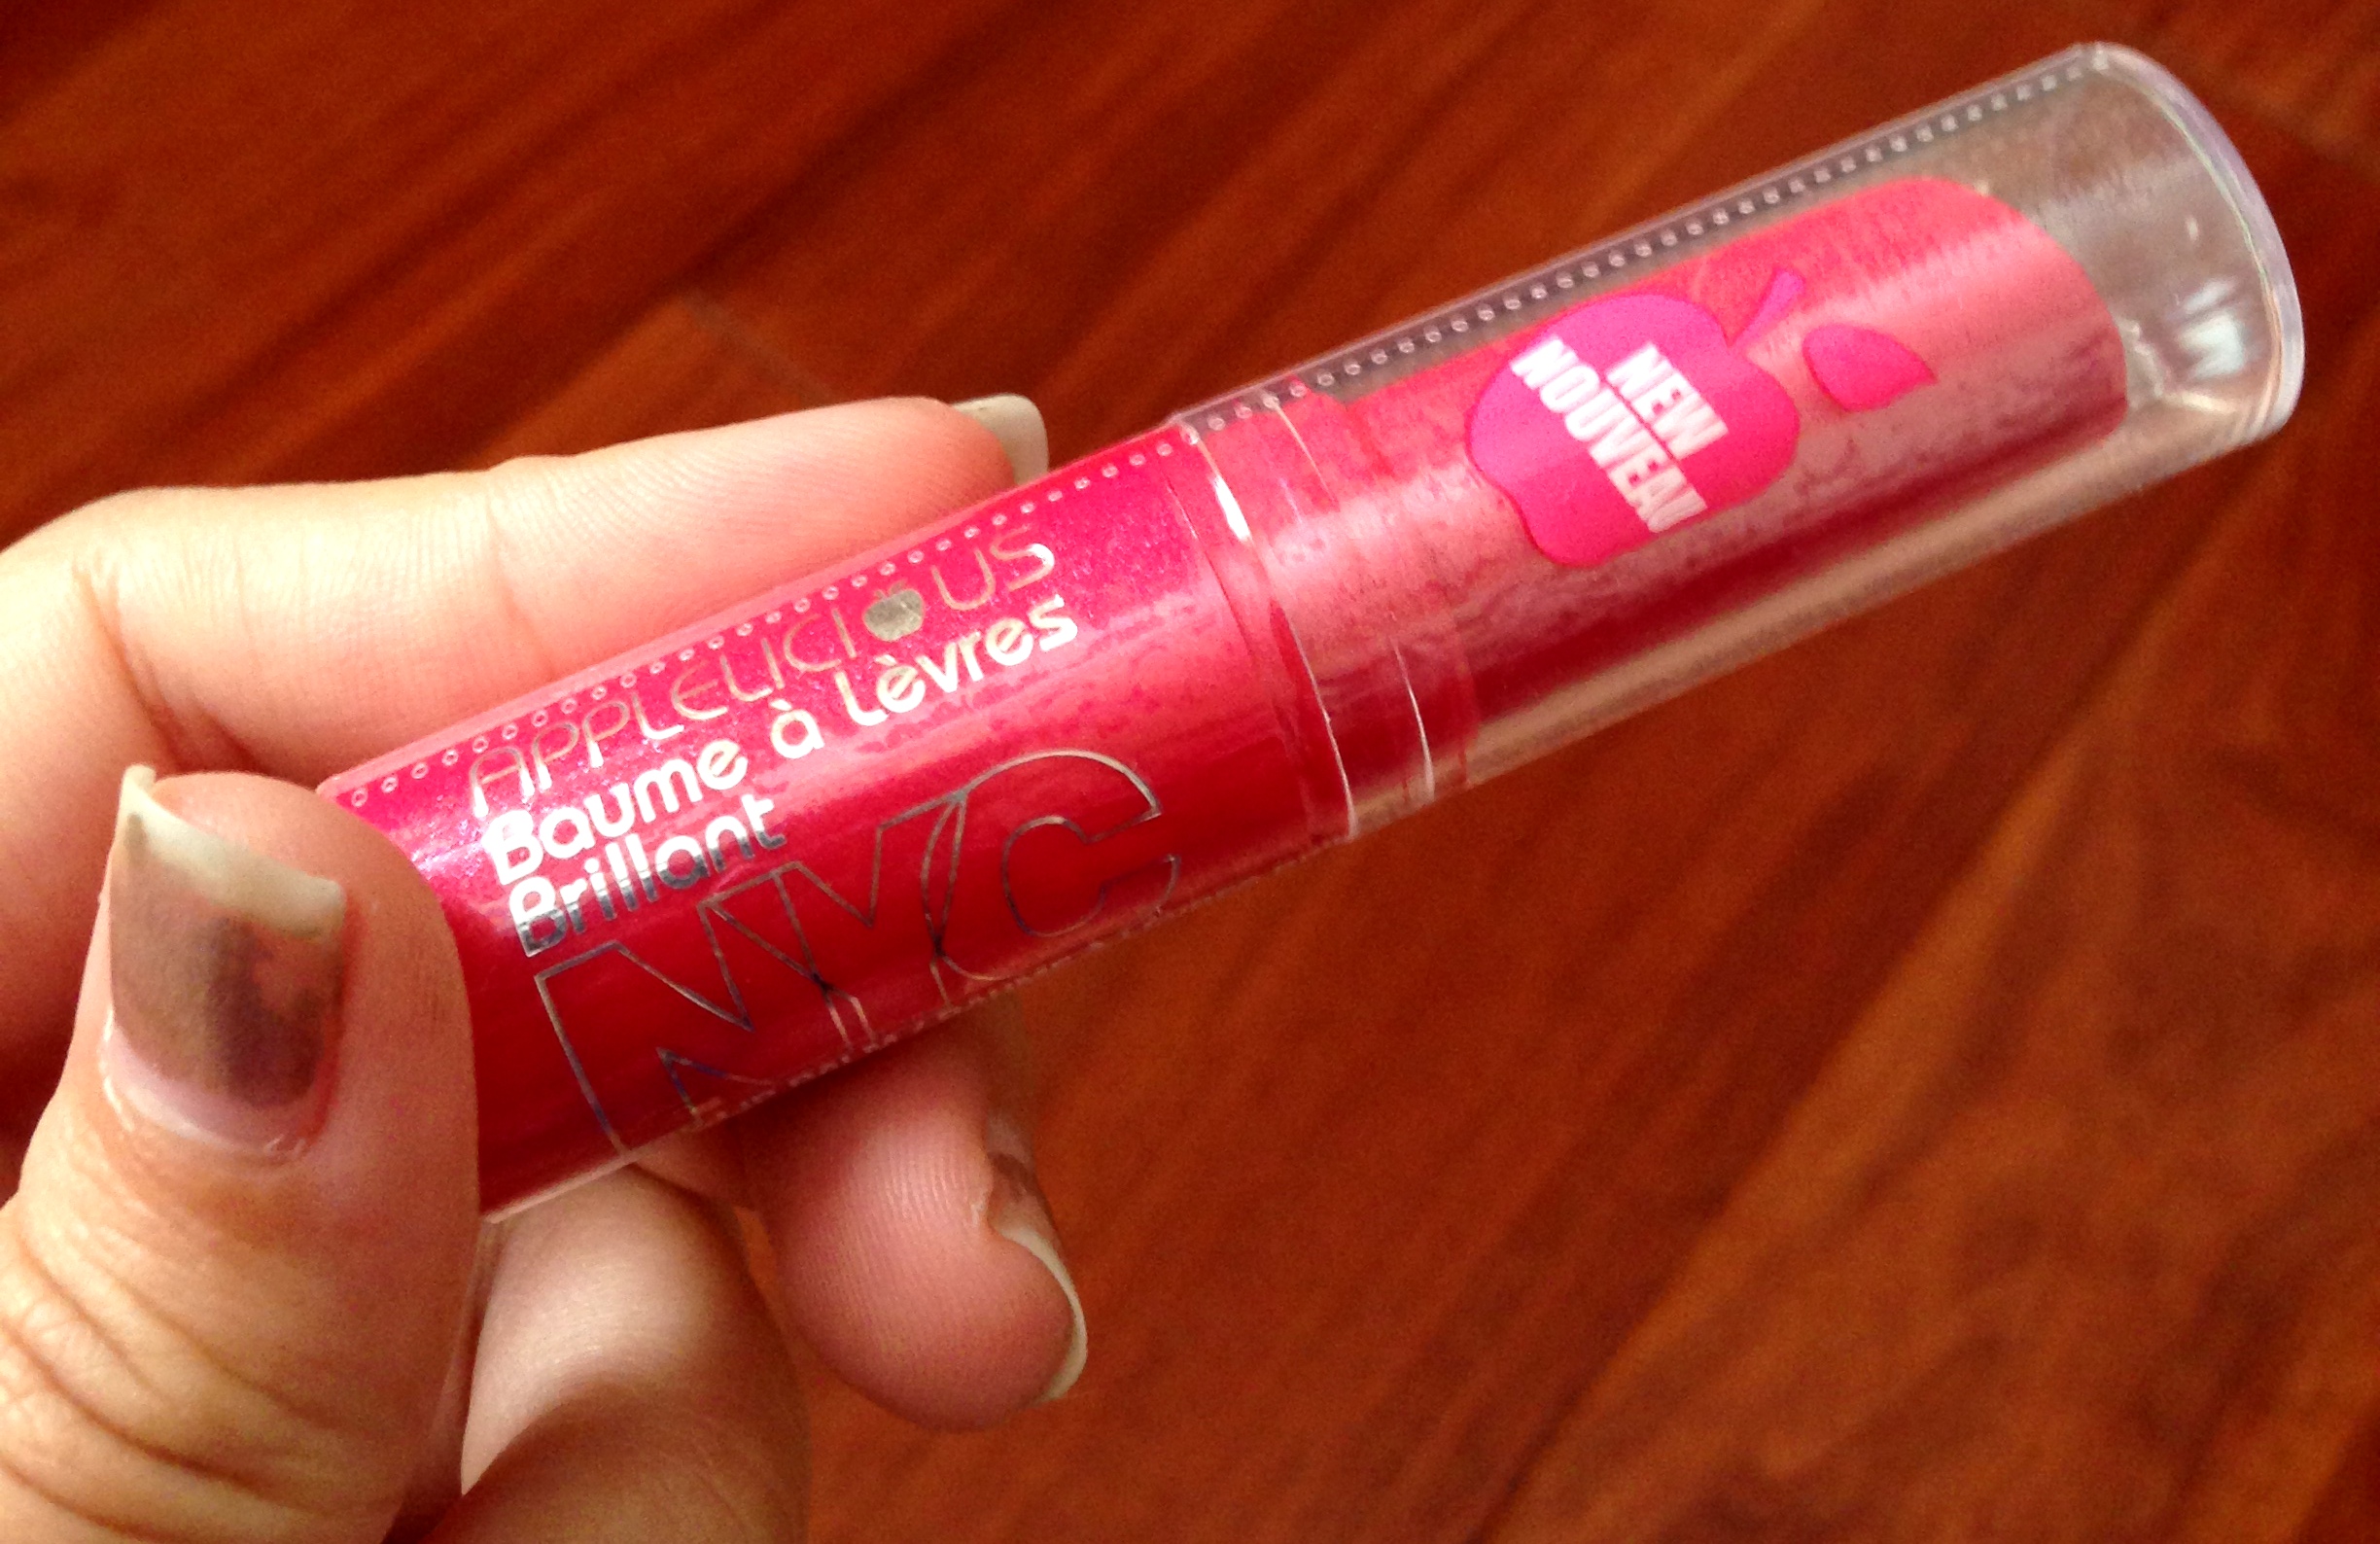 APPLELICIOUS
Baume à Lèvres
Brillant
NYC
NEW
NOUVEAU